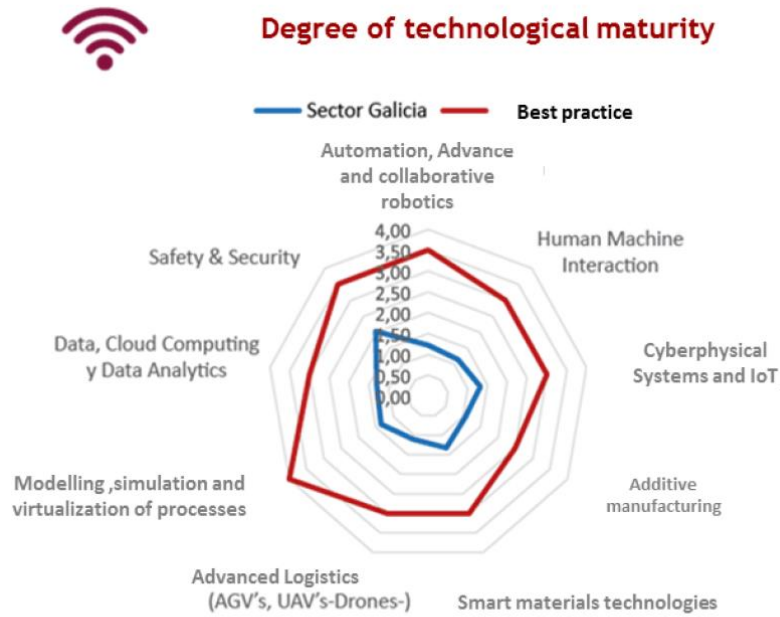 Degree of technological maturity
Sector Galicia
Best practice
Automation, Advance
and collaborative
robotics
4,00
3,50
3,00
2,50
2,00
1,50
1,00
0,50
0,00
Human Machine
Interaction
Cyberphysical
Systems and IoT
Additive
manufacturing
Smart materials technologies
Advanced Logistics
(AGV's, UAV's-Drones-)
Modelling ,simulation and
virtualization of processes
Data, Cloud Computing
y Data Analytics
Safety & Security